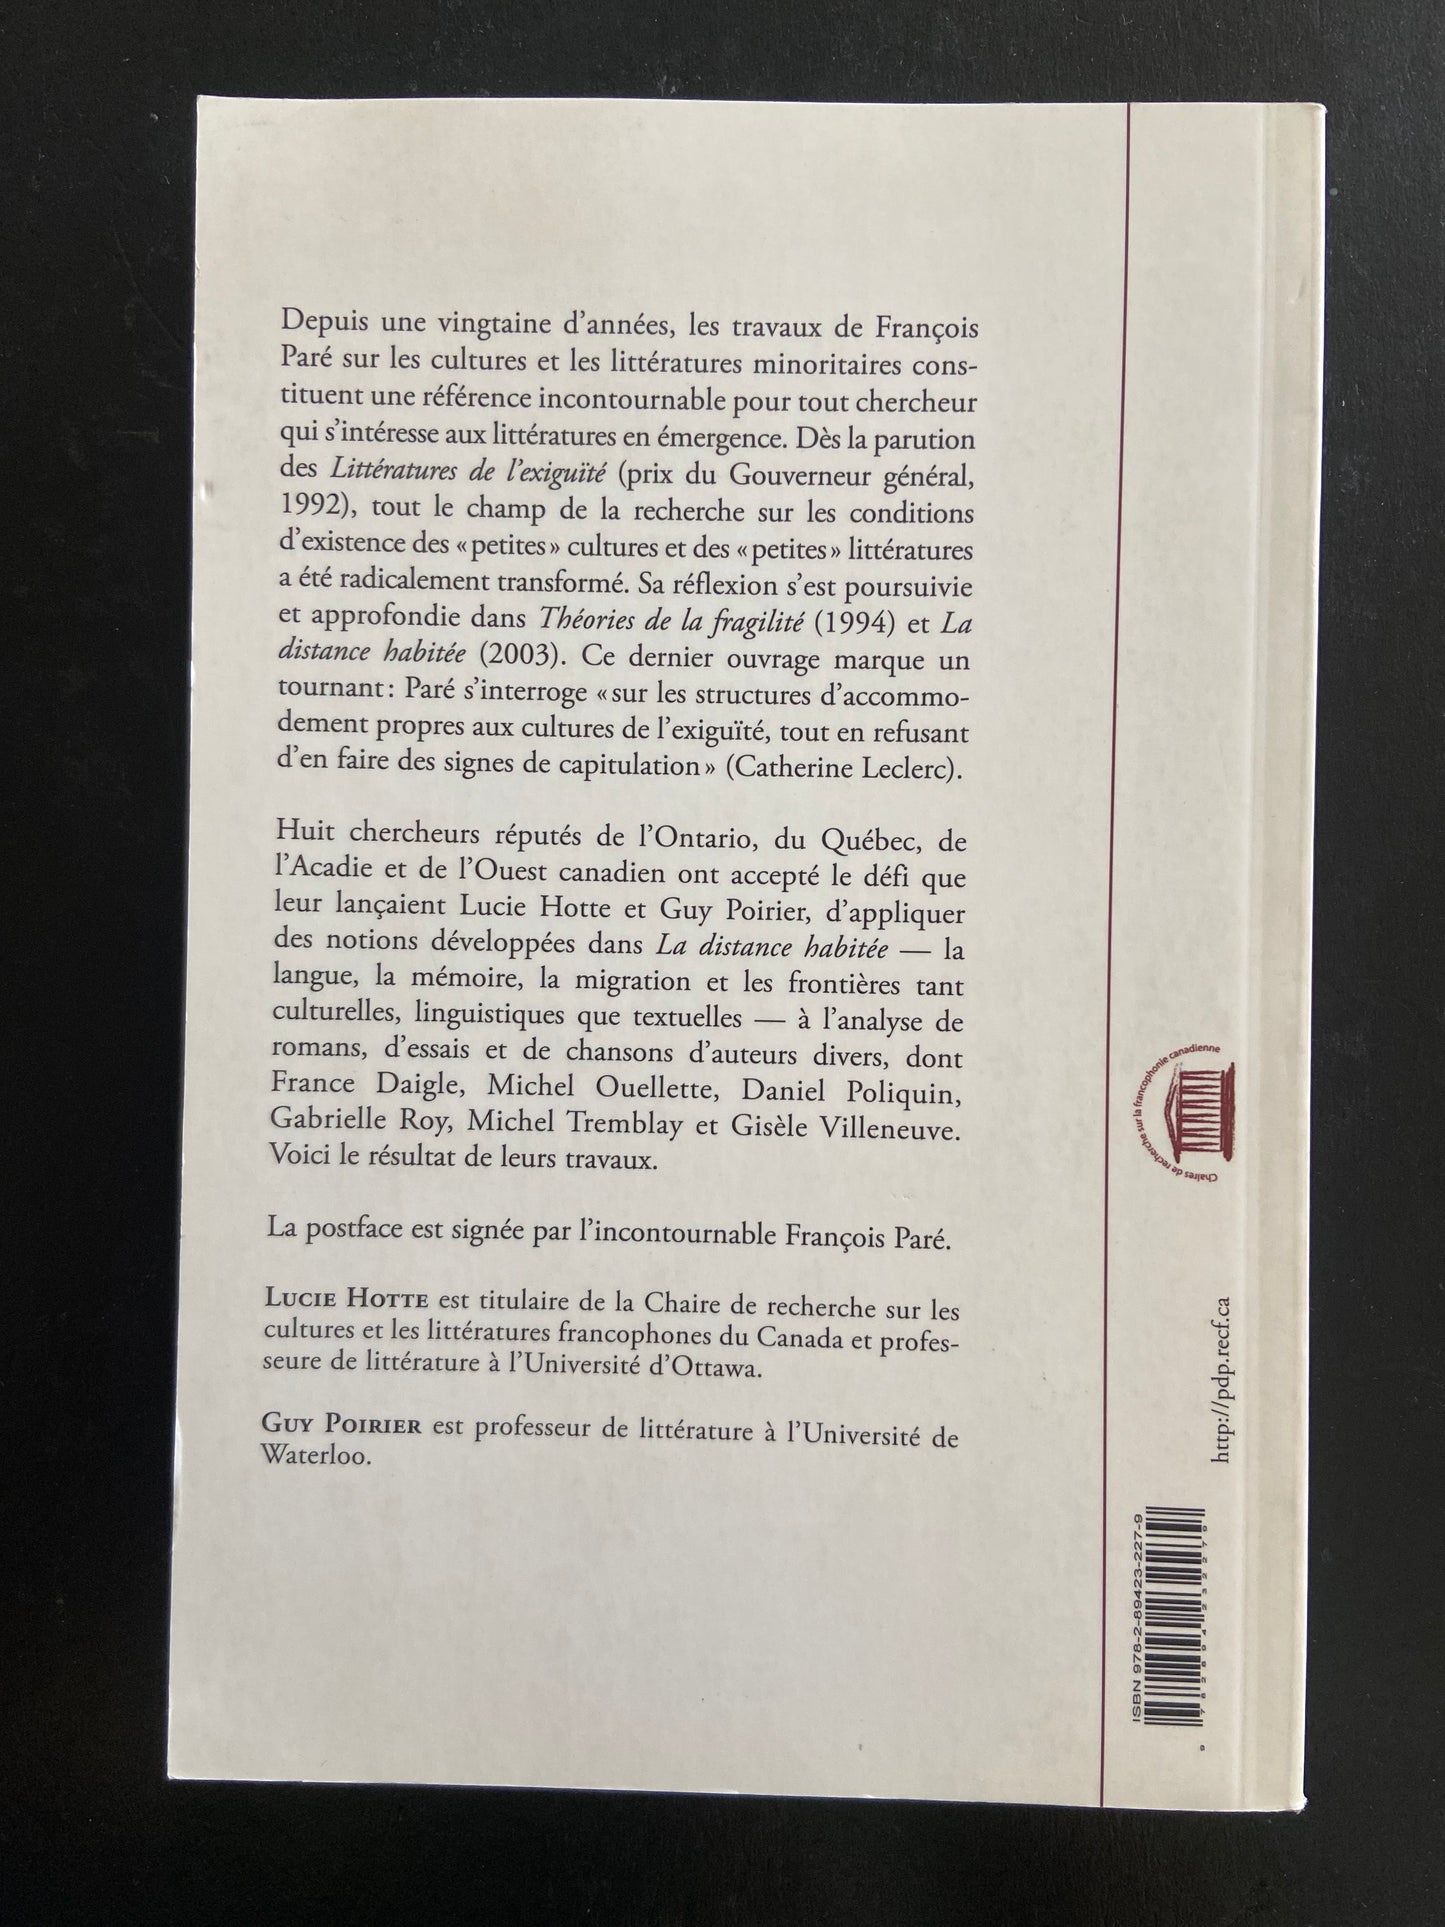 Depuis une vingtaine d'années, les travaux de François
Paré sur les cultures et les littératures minoritaires cons-
tituent une référence incontournable pour tout chercheur
qui s'intéresse aux littératures en émergence. Dès la parution
des Littératures de l'exiguïté (prix du Gouverneur général,
1992), tout le champ de la recherche sur les conditions
d'existence des « petites » cultures et des « petites » littératures
a été radicalement transformé. Sa réflexion s'est poursuivie
et approfondie dans Théories de la fragilité (1994) et La
distance habitée (2003). Ce dernier ouvrage marque un
tournant : Paré s'interroge « sur les structures d'accommo-
dement propres aux cultures de l'exiguïté, tout en refusant
d'en faire des signes de capitulation » (Catherine Leclerc).
Huit chercheurs réputés de l'Ontario, du Québec, de
l'Acadie et de l'Ouest canadien ont accepté le défi que
leur lançaient Lucie Hotte et Guy Poirier, d'appliquer
des notions développées dans La distance habitée — la
langue, la mémoire, la migration et les frontières tant
culturelles, linguistiques que textuelles — à l'analyse de
romans, d'essais et de chansons d'auteurs divers, dont
France Daigle, Michel Ouellette, Daniel Poliquin,
Gabrielle Roy, Michel Tremblay et Gisèle Villeneuve.
Voici le résultat de leurs travaux.
La postface est signée par l'incontournable François Paré.
LUCIE HOTTE est titulaire de la Chaire de recherche sur les
cultures et les littératures francophones du Canada et profes-
seure de littérature à l'Université d'Ottawa.
GUY POIRIER est professeur de littérature à l'Université de
Waterloo.
Chaires de recherche sur la francophonie canadienne
http://pdp.recf.ca
ISBN 978-2-89423-227-9
9 782894 232279